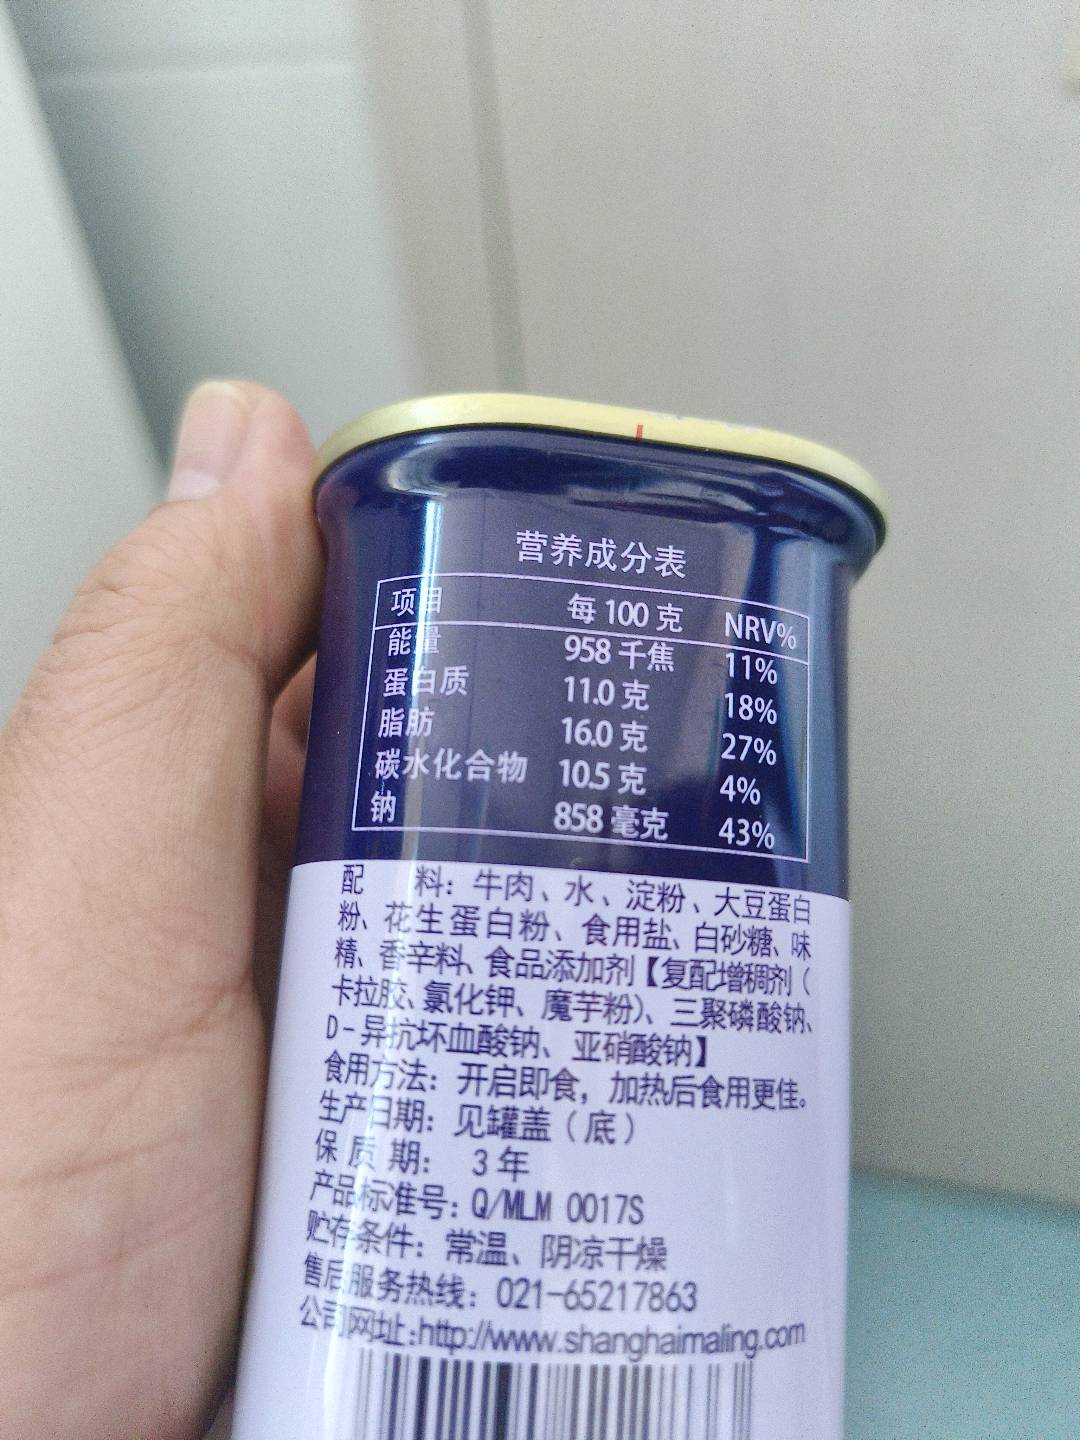 营养成分表
项目 每100克 NRV%
能量 958千焦 11%
蛋白质 11.0克 18%
脂肪 16.0克 27%
碳水化合物 10.5克 4%
钠 858毫克 43%
配 料：牛肉、水、淀粉、大豆蛋白
粉、花生蛋白粉、食用盐、白砂糖、味
精、香辛料、食品添加剂【复配增稠剂（
卡拉胶、氯化钾、魔芋粉）、三聚磷酸钠、
D-异抗坏血酸钠、亚硝酸钠】
食用方法：开启即食，加热后食用更佳。
生产日期：见罐盖（底）
保 质 期： 3年
产品标准号：Q/MLM 0017S
贮存条件：常温、阴凉干燥
售后服务热线：021-65217863
公司网址:http://www.shanghaimaling.com